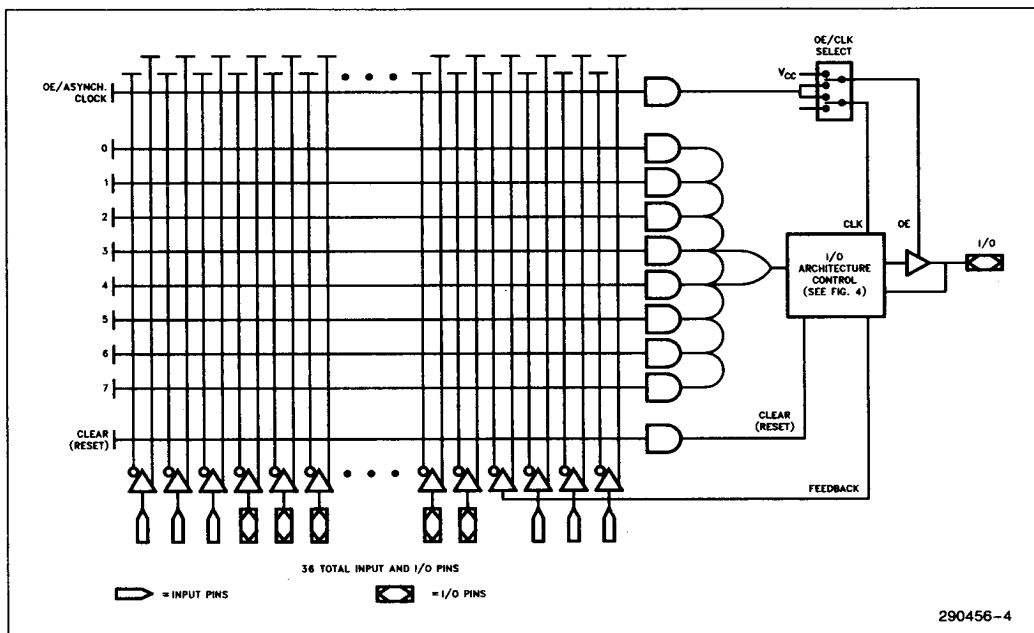 OE/CLK
SELECT
VCC
OE/ASYNCH.
CLOCK
0
1
2
3
4
5
6
7
CLK
OE
I/O
I/O
ARCHITECTURE
CONTROL
(SEE FIG. 4)
CLEAR
(RESET)
CLEAR
(RESET)
FEEDBACK
36 TOTAL INPUT AND I/O PINS
= INPUT PINS
= I/O PINS
290456-4